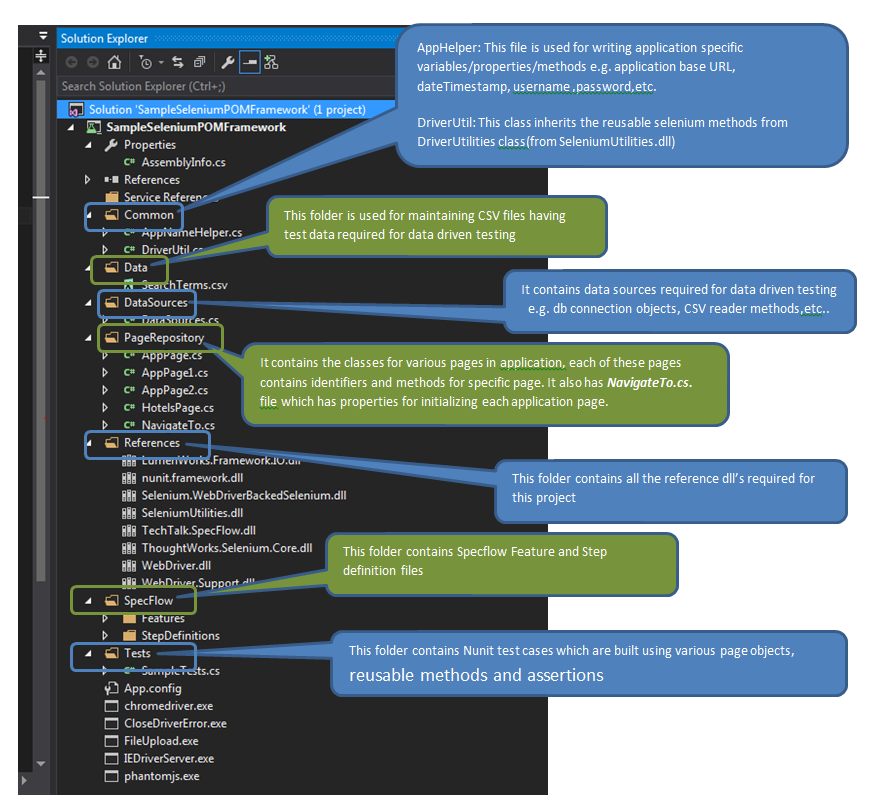 Solution Explorer
Search Solution Explorer (Ctrl+;)
Solution 'SampleSeleniumPOMFramework' (1 project)
SampleSeleniumPOMFramework
Properties
C# AssemblyInfo.cs
References
Service References
Common
C# AppNameHelper.cs
C# DriverUtil.cs
Data
SearchTerms.csv
DataSources
C# DataSources.cs
PageRepository
C# AppPage.cs
C# AppPage1.cs
C# AppPage2.cs
C# HotelsPage.cs
C# NavigateTo.cs
References
LumenWorks.Framework.IO.dll
nunit.framework.dll
Selenium.WebDriverBackedSelenium.dll
SeleniumUtilities.dll
TechTalk.SpecFlow.dll
ThoughtWorks.Selenium.Core.dll
WebDriver.dll
WebDriver.Support.dll
SpecFlow
Features
StepDefinitions
Tests
C# SampleTests.cs
App.config
chromedriver.exe
CloseDriverError.exe
FileUpload.exe
IEDriverServer.exe
phantomjs.exe
AppHelper: This file is used for writing application specific
variables/properties/methods e.g. application base URL,
dateTimestamp, username ,password,etc.
DriverUtil: This class inherits the reusable selenium methods from
DriverUtilities class(from SeleniumUtilities.dll)
This folder is used for maintaining CSV files having
test data required for data driven testing
It contains data sources required for data driven testing
e.g. db connection objects, CSV reader methods,etc..
It contains the classes for various pages in application, each of these pages
contains identifiers and methods for specific page. It also has NavigateTo.cs.
file which has properties for initializing each application page.
This folder contains all the reference dll's required for
this project
This folder contains Specflow Feature and Step
definition files
This folder contains Nunit test cases which are built using various page objects,
reusable methods and assertions